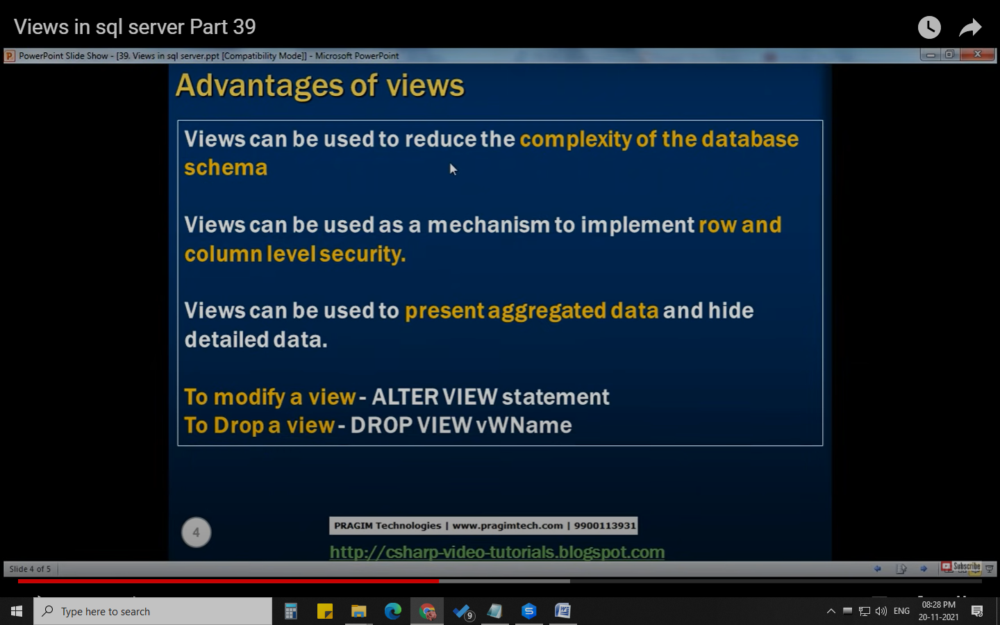 Views in sql server Part 39
PowerPoint Slide Show - [39. Views in sql server.ppt [Compatibility Mode]] - Microsoft PowerPoint
Advantages of views
Views can be used to reduce the complexity of the database
schema
Views can be used as a mechanism to implement row and
column level security.
Views can be used to present aggregated data and hide
detailed data.
To modify a view - ALTER VIEW statement
To Drop a view - DROP VIEW vWName
4
PRAGIM Technologies | www.pragimtech.com | 9900113931
http://csharp-video-tutorials.blogspot.com
Slide 4 of 5
Subscribe
Type here to search
9
ENG
08:28 PM
20-11-2021